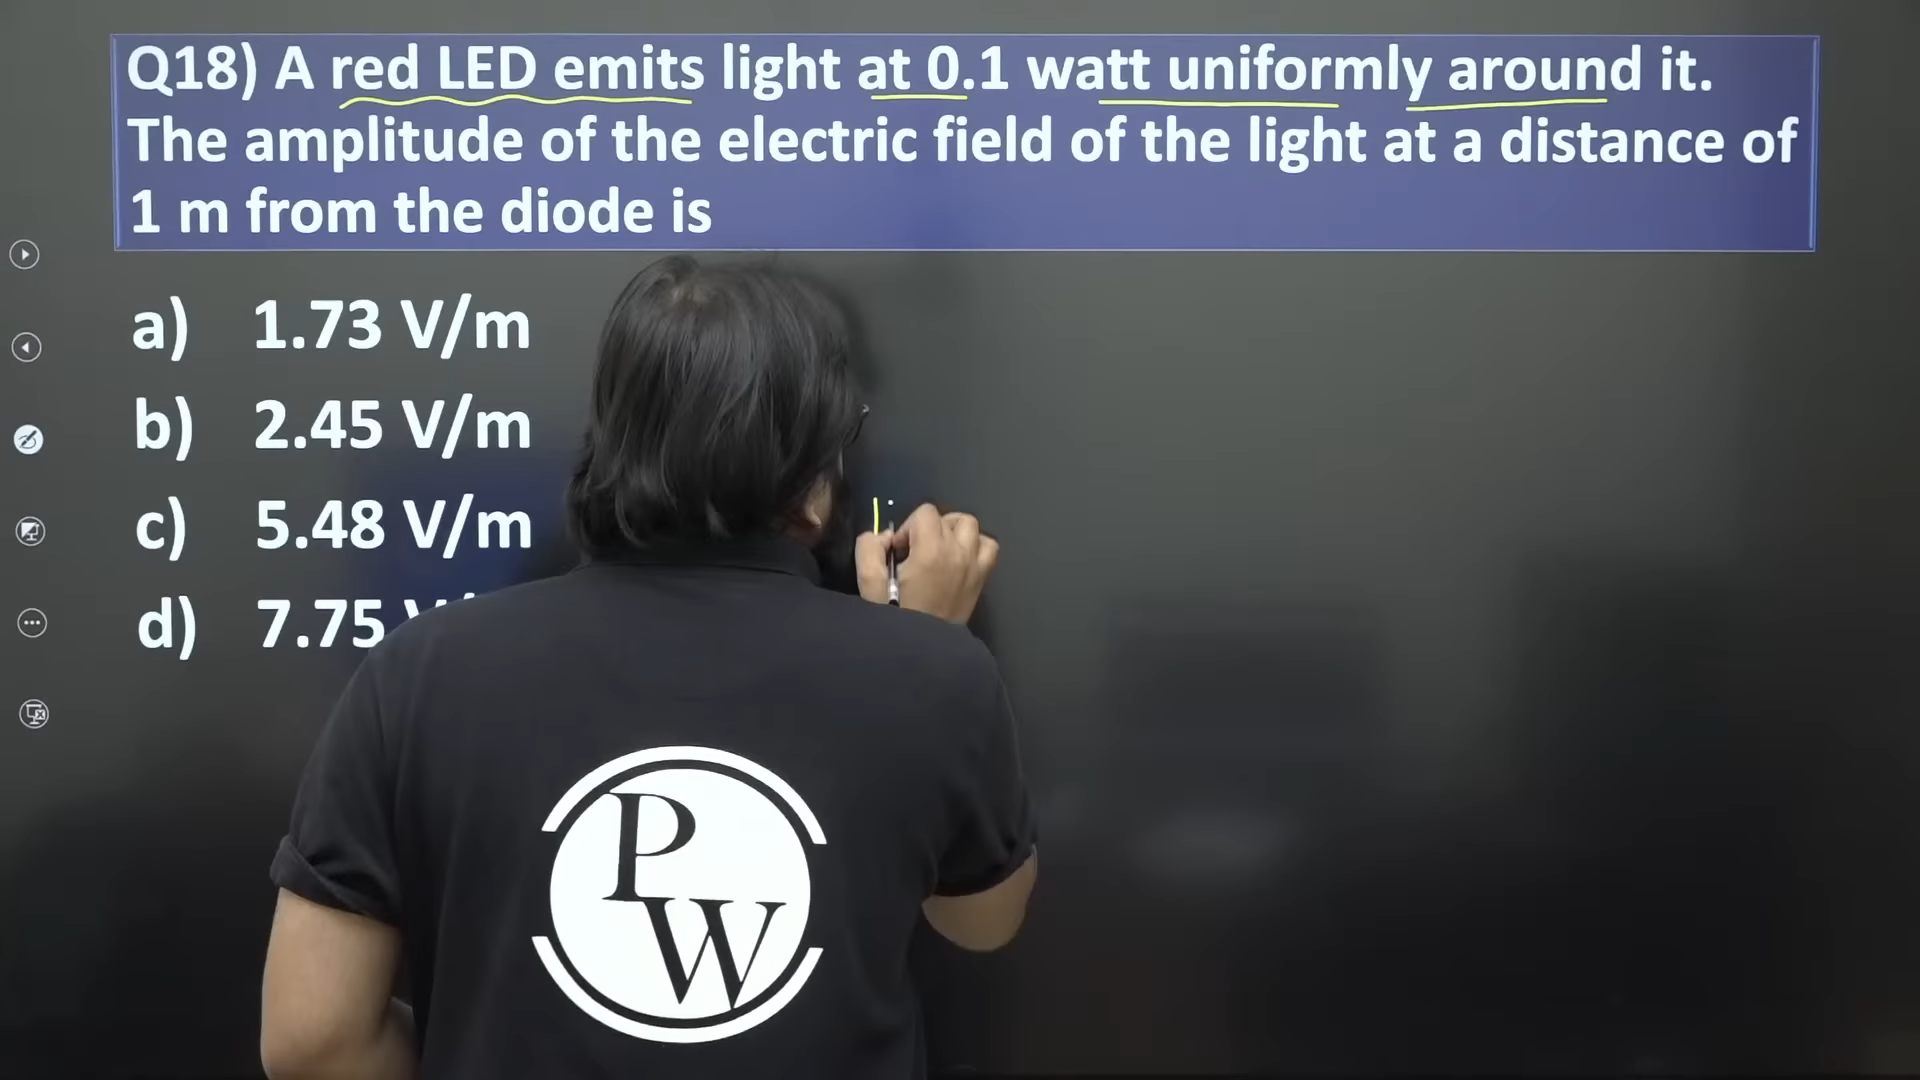 Q18) A red LED emits light at 0.1 watt uniformly around it.
The amplitude of the electric field of the light at a distance of
1 m from the diode is
a) 1.73 V/m
b) 2.45 V/m
c) 5.48 V/m
d) 7.75
PW